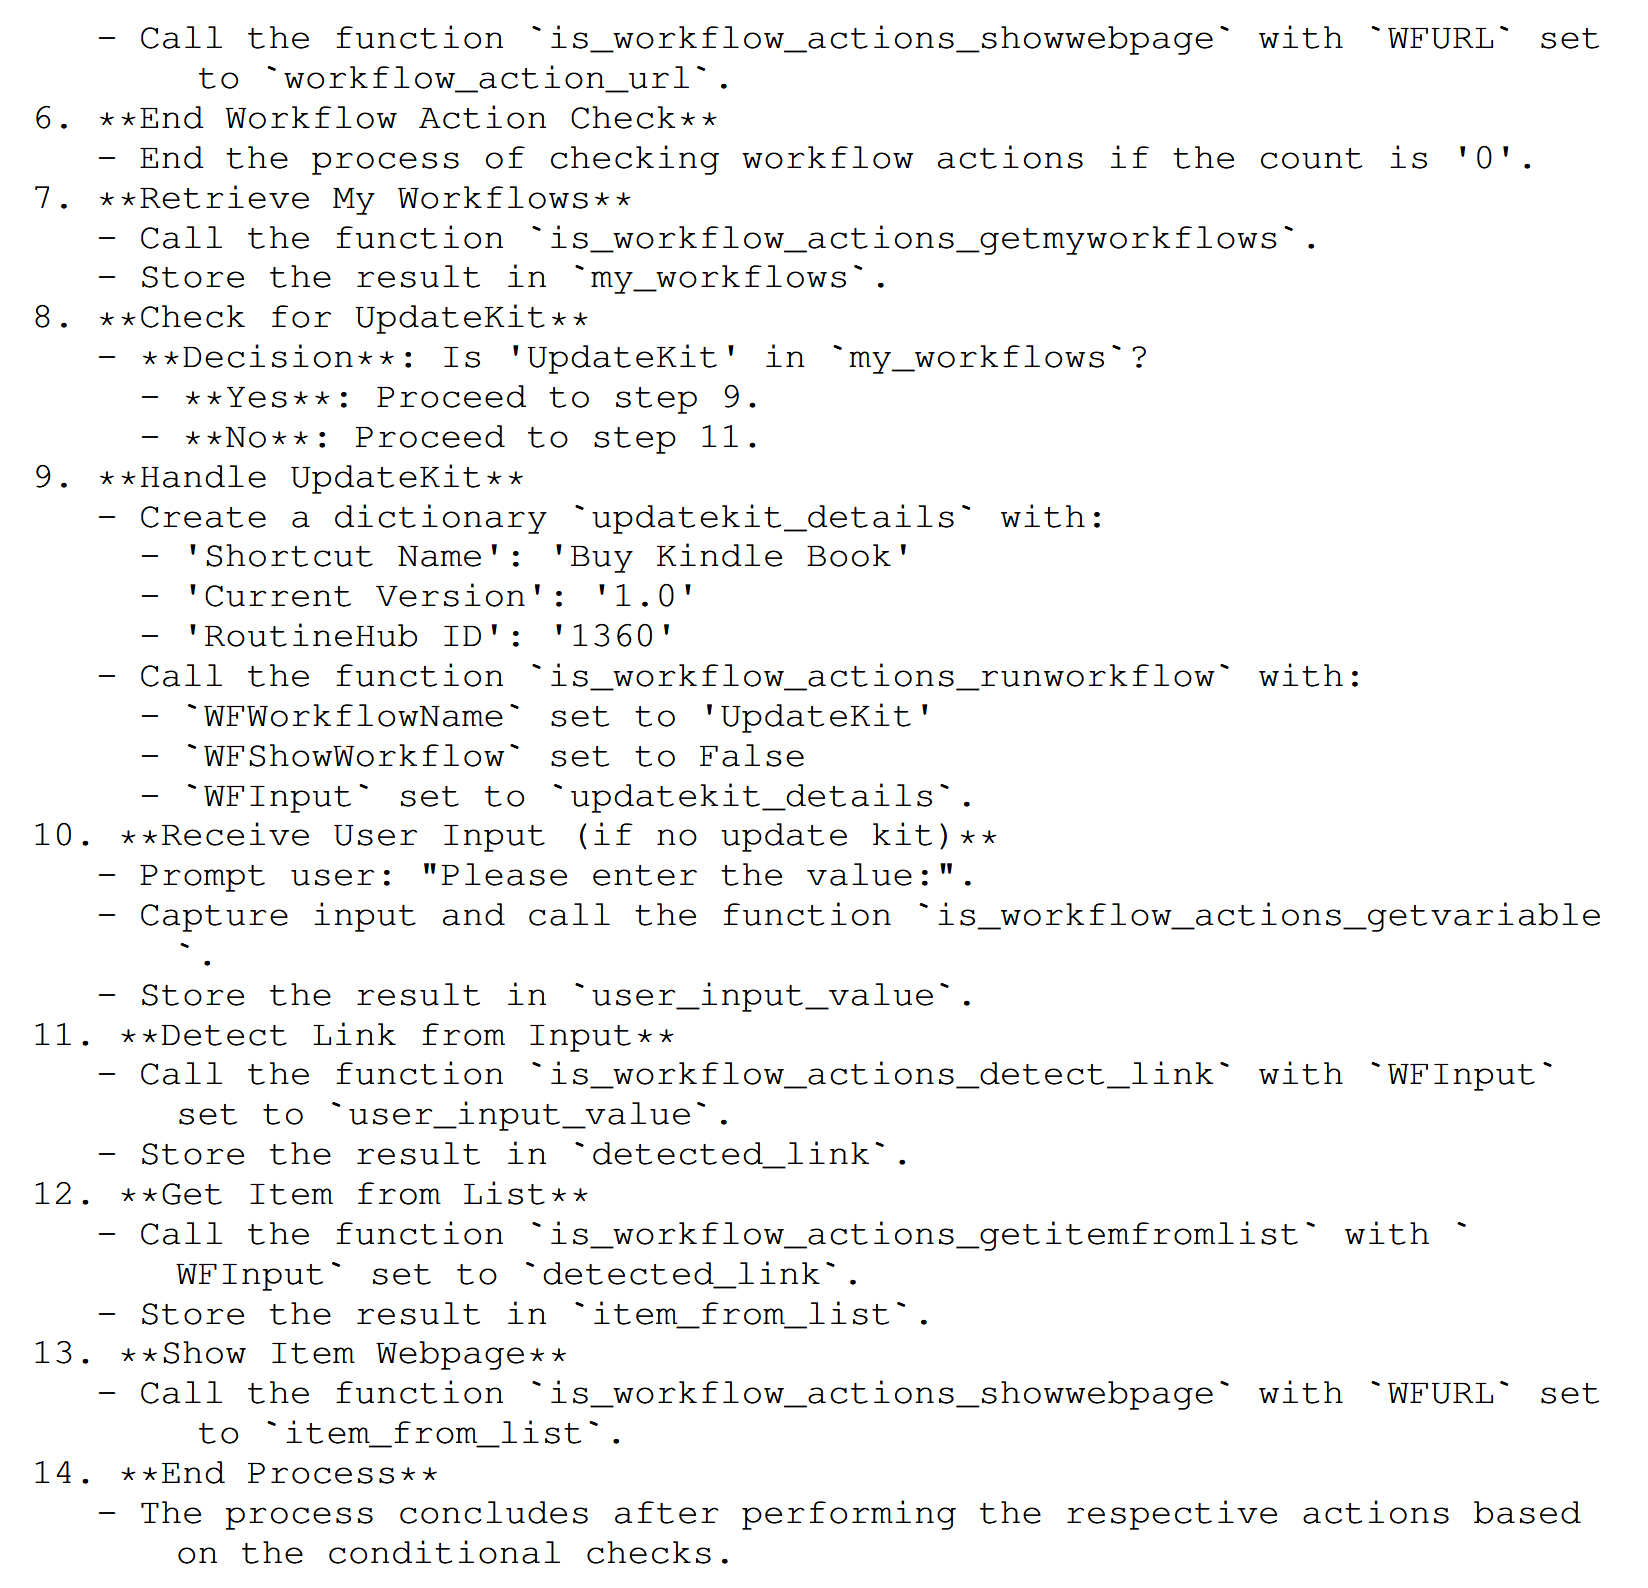 - Call the function `is_workflow_actions_showwebpage` with `WFURL` set
to `workflow_action_url`.
6. **End Workflow Action Check**
- End the process of checking workflow actions if the count is '0'.
7. **Retrieve My Workflows**
- Call the function `is_workflow_actions_getmyworkflows`.
- Store the result in `my_workflows`.
8. **Check for UpdateKit**
- **Decision**: Is 'UpdateKit' in `my_workflows`?
- **Yes**: Proceed to step 9.
- **No**: Proceed to step 11.
9. **Handle UpdateKit**
- Create a dictionary `updatekit_details` with:
- 'Shortcut Name': 'Buy Kindle Book'
- 'Current Version': '1.0'
- 'RoutineHub ID': '1360'
- Call the function `is_workflow_actions_runworkflow` with:
- `WFWorkflowName` set to 'UpdateKit'
- `WFShowWorkflow` set to False
- `WFInput` set to `updatekit_details`.
10. **Receive User Input (if no update kit)**
- Prompt user: "Please enter the value:".
- Capture input and call the function `is_workflow_actions_getvariable
`.
- Store the result in `user_input_value`.
11. **Detect Link from Input**
- Call the function `is_workflow_actions_detect_link` with `WFInput`
set to `user_input_value`.
- Store the result in `detected_link`.
12. **Get Item from List**
- Call the function `is_workflow_actions_getitemfromlist` with `
WFInput` set to `detected_link`.
- Store the result in `item_from_list`.
13. **Show Item Webpage**
- Call the function `is_workflow_actions_showwebpage` with `WFURL` set
to `item_from_list`.
14. **End Process**
- The process concludes after performing the respective actions based
on the conditional checks.